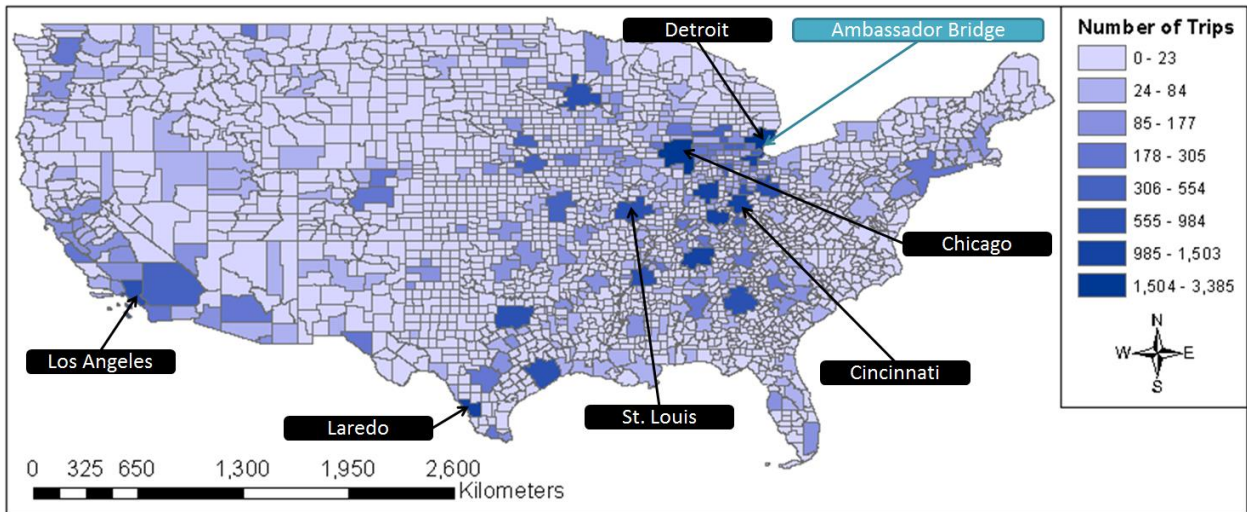 Detroit
Ambassador Bridge
Number of Trips
0 - 23
24 - 84
85 - 177
178 - 305
306 - 554
555 - 984
985 - 1,503
1,504 - 3,385
N
W E
S
Chicago
Los Angeles
Cincinnati
Laredo
St. Louis
0 325 650 1,300 1,950 2,600
Kilometers